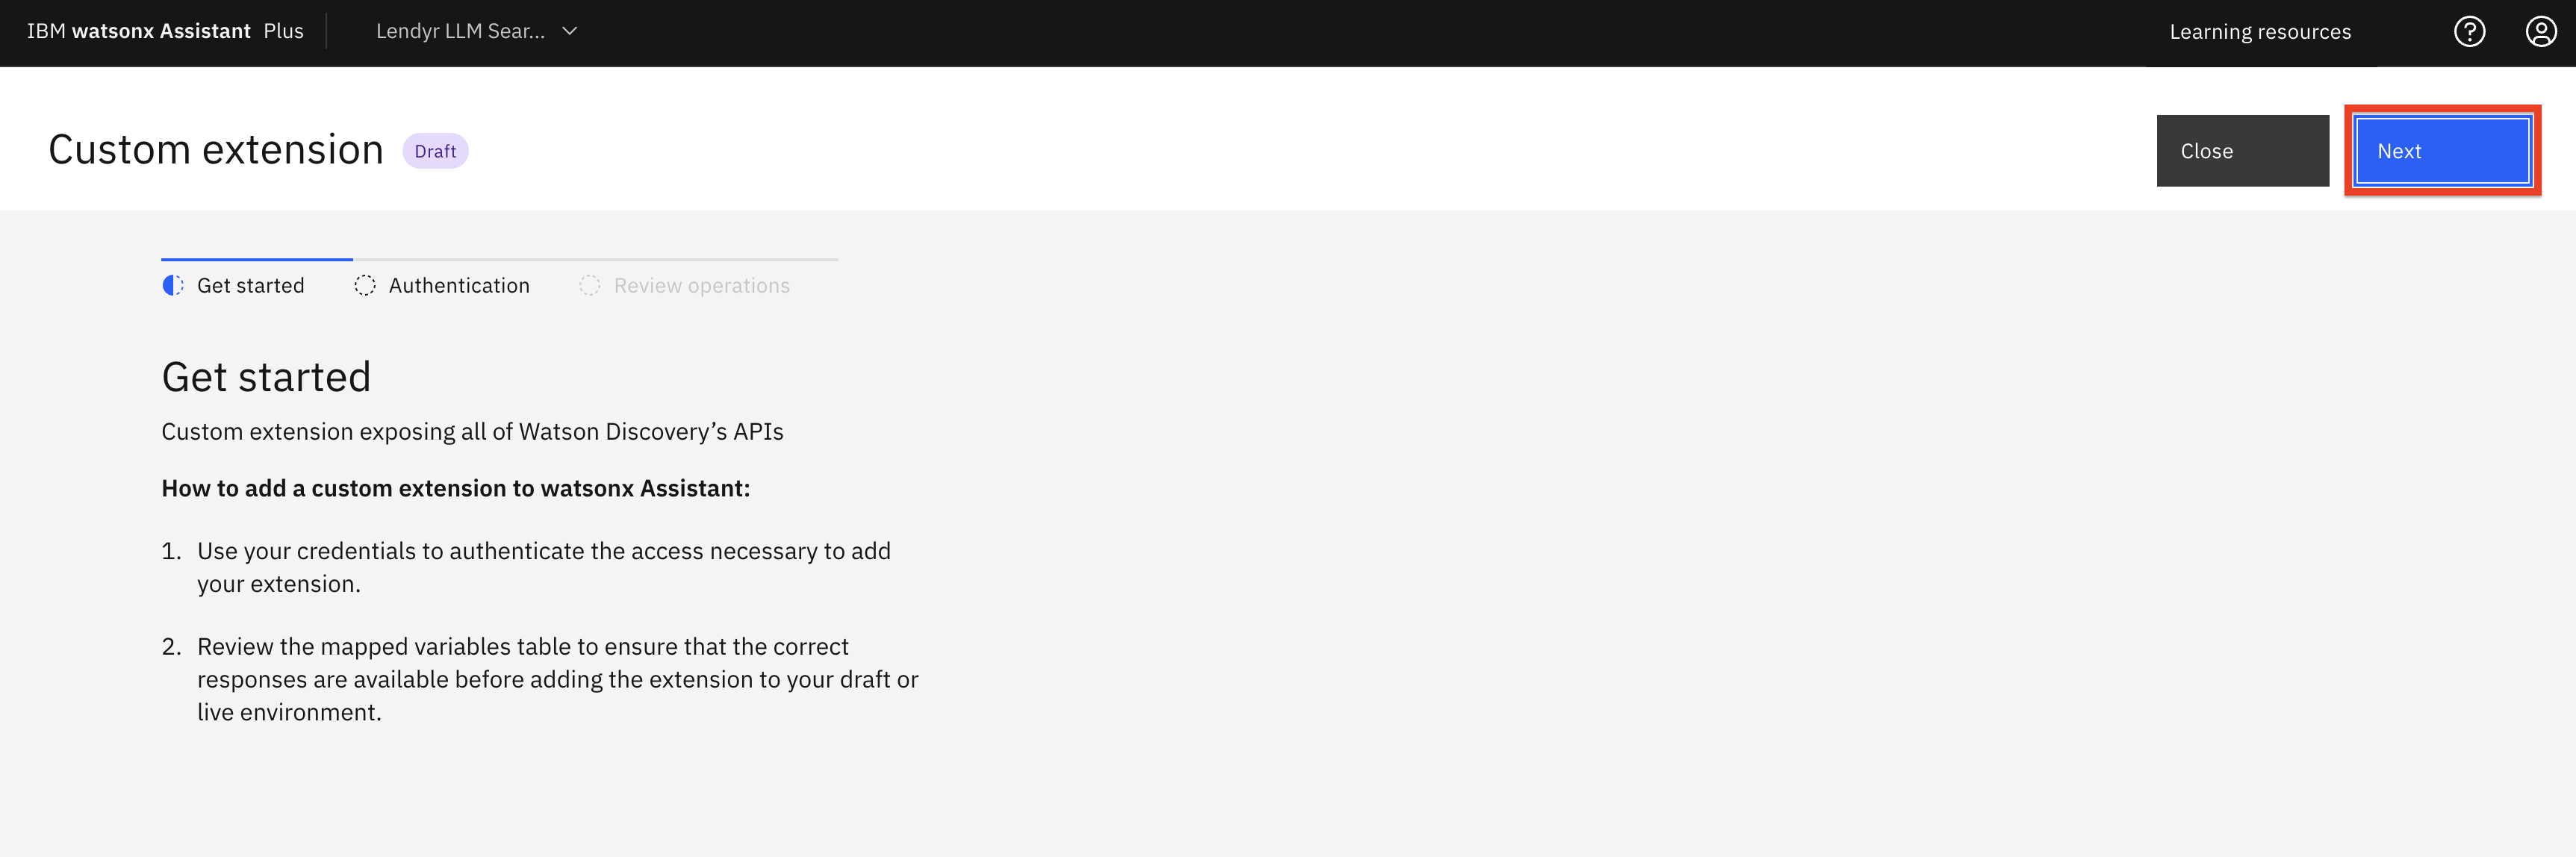 IBM watsonx Assistant Plus
Lendyr LLM Sear...
Learning resources
Custom extension
Draft
Close
Next
Get started
Authentication
Review operations
Get started
Custom extension exposing all of Watson Discovery’s APIs
How to add a custom extension to watsonx Assistant:
1. Use your credentials to authenticate the access necessary to add
your extension.
2. Review the mapped variables table to ensure that the correct
responses are available before adding the extension to your draft or
live environment.